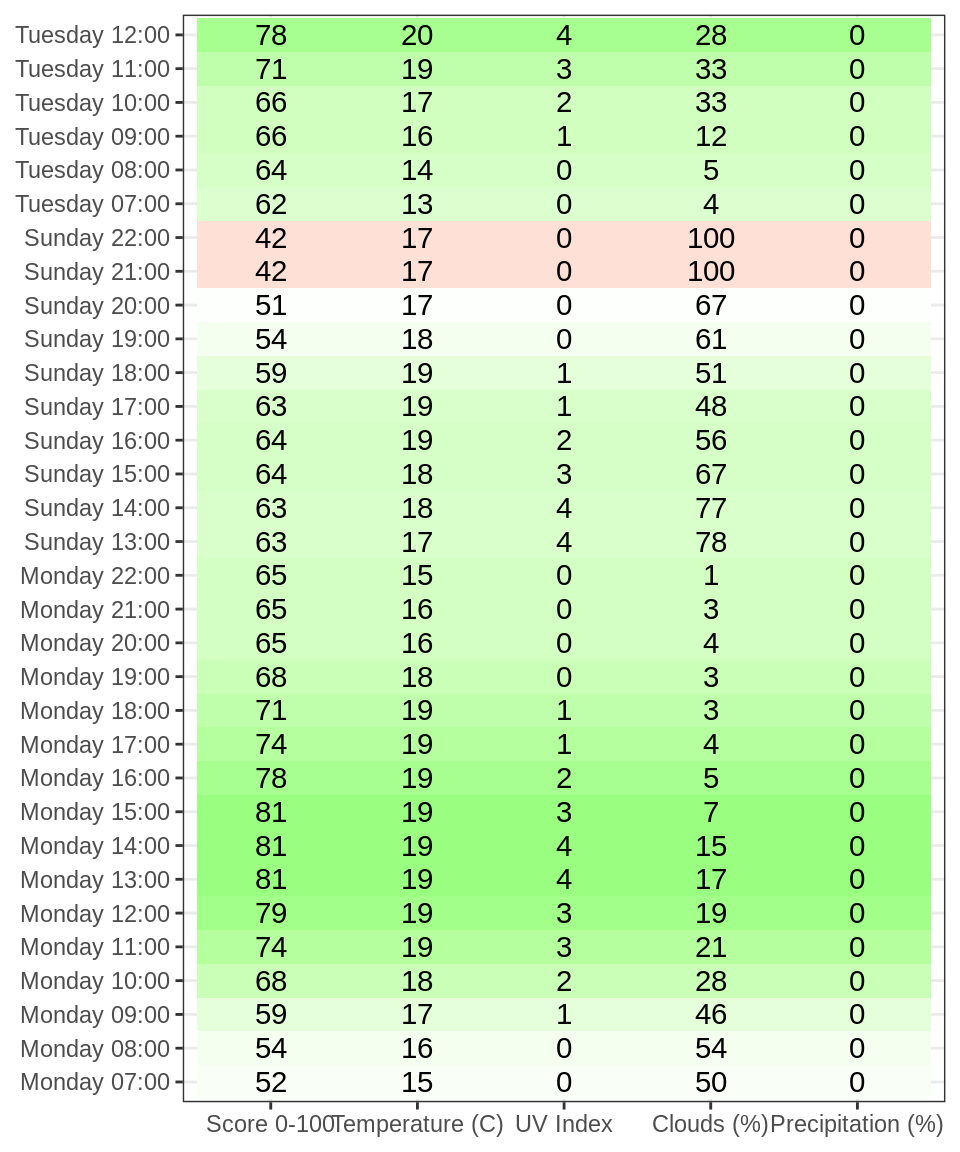 Tuesday 12:00 78 20 4 28 0
Tuesday 11:00 71 19 3 33 0
Tuesday 10:00 66 17 2 33 0
Tuesday 09:00 66 16 1 12 0
Tuesday 08:00 64 14 0 5 0
Tuesday 07:00 62 13 0 4 0
Sunday 22:00 42 17 0 100 0
Sunday 21:00 42 17 0 100 0
Sunday 20:00 51 17 0 67 0
Sunday 19:00 54 18 0 61 0
Sunday 18:00 59 19 1 51 0
Sunday 17:00 63 19 1 48 0
Sunday 16:00 64 19 2 56 0
Sunday 15:00 64 18 3 67 0
Sunday 14:00 63 18 4 77 0
Sunday 13:00 63 17 4 78 0
Monday 22:00 65 15 0 1 0
Monday 21:00 65 16 0 3 0
Monday 20:00 65 16 0 4 0
Monday 19:00 68 18 0 3 0
Monday 18:00 71 19 1 3 0
Monday 17:00 74 19 1 4 0
Monday 16:00 78 19 2 5 0
Monday 15:00 81 19 3 7 0
Monday 14:00 81 19 4 15 0
Monday 13:00 81 19 4 17 0
Monday 12:00 79 19 3 19 0
Monday 11:00 74 19 3 21 0
Monday 10:00 68 18 2 28 0
Monday 09:00 59 17 1 46 0
Monday 08:00 54 16 0 54 0
Monday 07:00 52 15 0 50 0
Score 0-100 Temperature (C) UV Index Clouds (%) Precipitation (%)